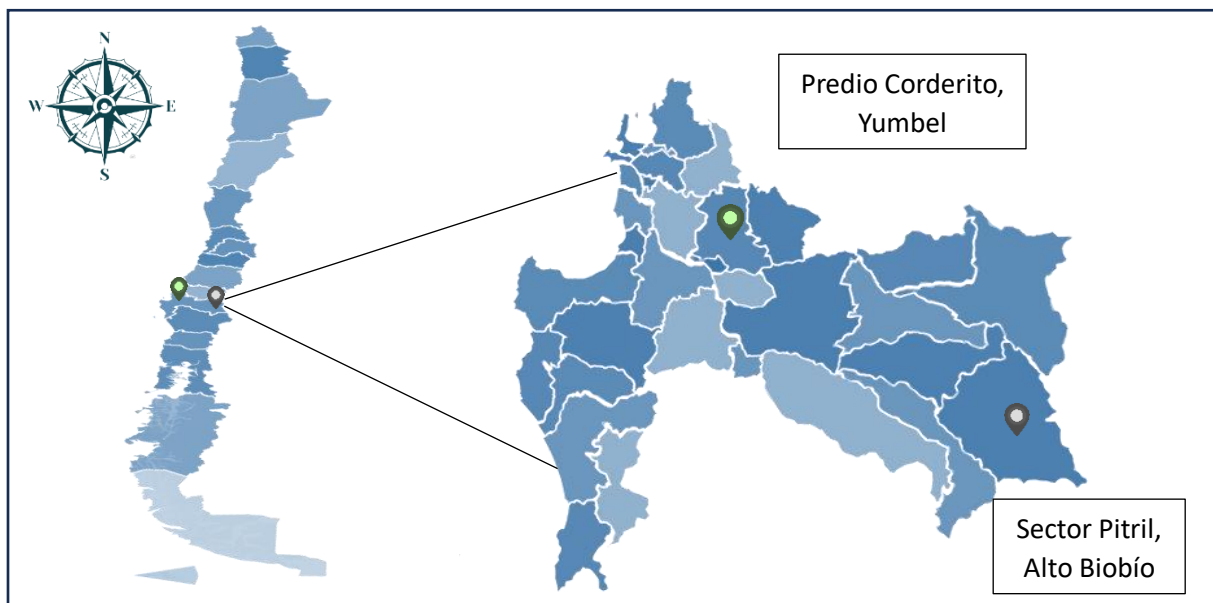 N
W
E
S
Predio Corderito,
Yumbel
Sector Pitril,
Alto Biobío